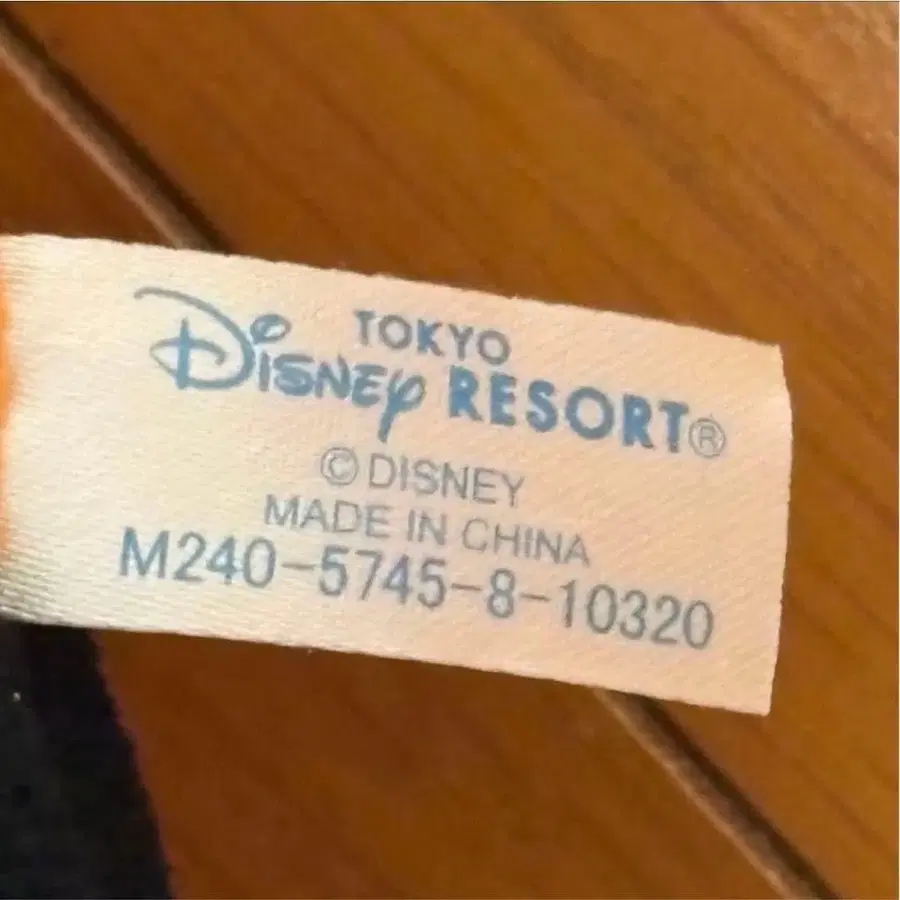 TOKYO
Disney RESORT®
©DISNEY
MADE IN CHINA
M240-5745-8-10320